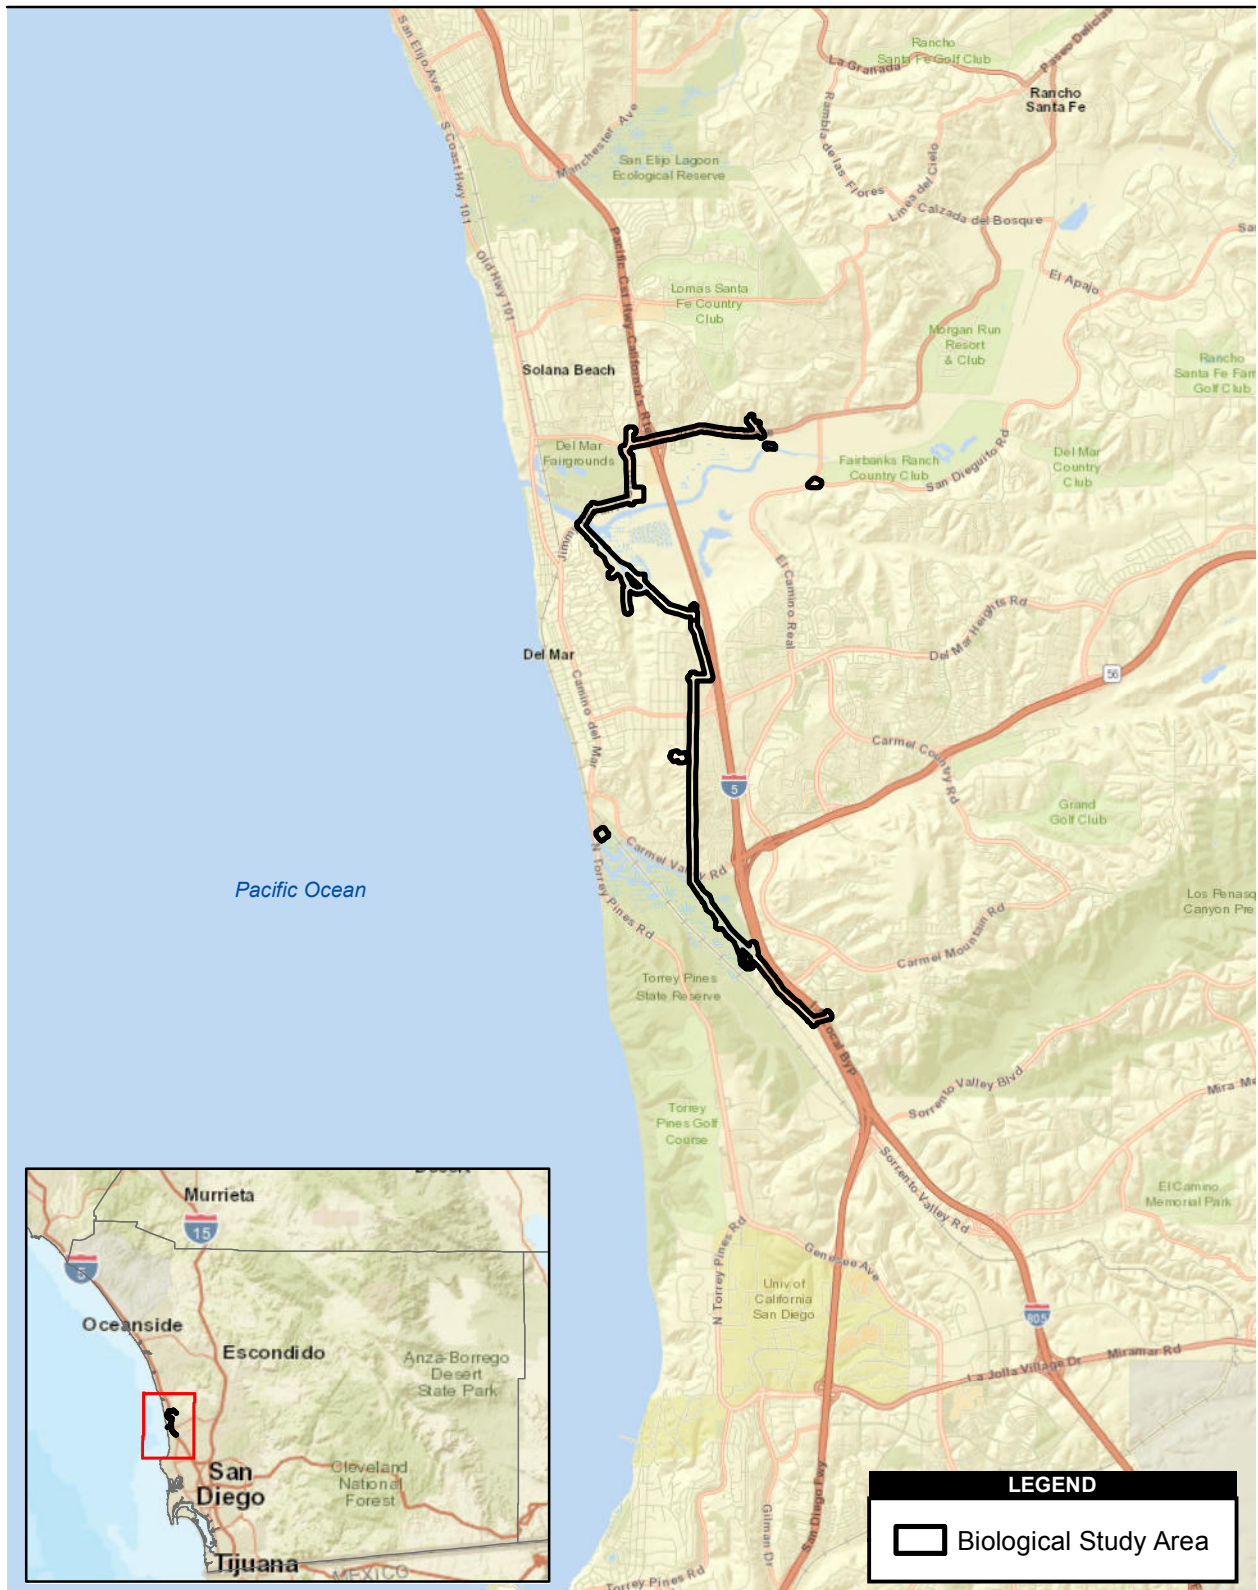 San Elijo Ave
S Coast Hwy 101
Old Hwy 101
Manchester Ave
San Elijo Lagoon
Ecological Reserve
La Granada
Rancho
Santa Fe Golf Club
Paseo Delicias
Rancho
Santa Fe
Rambla de las Flores
Linea del Cielo
Calzada del Bosque
El Apajo
Pacific Cst Hwy-California's Rte
Lomas Santa
Fe Country
Club
Morgan Run
Resort
& Club
Rancho
Santa Fe Far
Golf Club
Solana Beach
Del Mar
Fairgrounds
Fairbanks Ranch
Country Club
San Dieguito Rd
Del Mar
Country
Club
El Camino Real
Del Mar Heights Rd
Del Mar
Camino del Mar
56
5
Carmel Country Rd
Grand
Golf Club
Carmel Valley Rd
N Torrey Pines Rd
Pacific Ocean
Los Penasq
Canyon Pre
Carmel Mountain Rd
Torrey Pines
State Reserve
Local Byp
Sorrento Valley Blvd
Mira Me
Torrey
Pines Golf
Course
Sorrento Valley Rd
El Camino
Memorial Park
N Torrey Pines Rd
Genesee Ave
Univ of
California
San Diego
805
La Jolla Village Dr
Miramar Rd
San Diego Fwy
Gilman Dr
Torrey Pines Rd
Murrieta
15
5
Oceanside
Escondido
Anza-Borrego
Desert
State Park
San
Diego
Cleveland
National
Forest
Tijuana
MEXICO
LEGEND
Biological Study Area